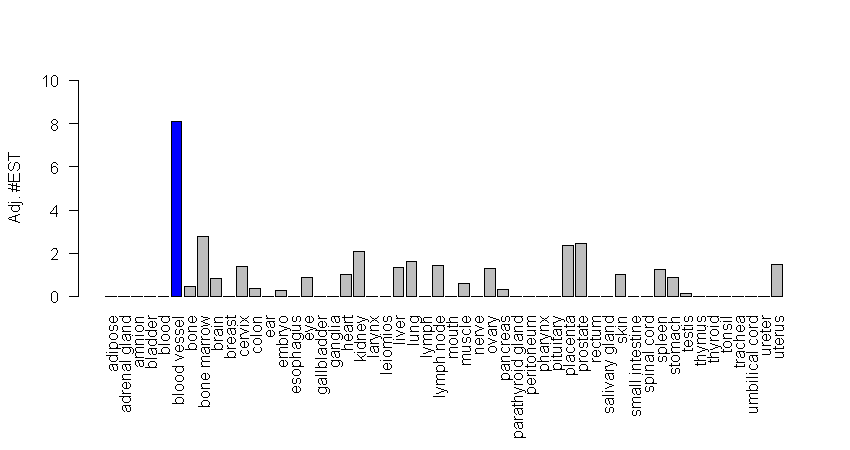 10
8
6
4
2
0
Adj. #EST
adipose
adrenal gland
amnion
bladder
blood
blood vessel
bone
bone marrow
brain
breast
cervix
colon
ear
embryo
esophagus
eye
gallbladder
ganglia
heart
kidney
larynx
leiomios
liver
lung
lymph
lymph node
mouth
muscle
nerve
ovary
pancreas
parathyroid gland
peritoneum
pharynx
pituitary
placenta
prostate
rectum
salivary gland
skin
small intestine
spinal cord
spleen
stomach
testis
thymus
thyroid
tonsil
trachea
umbilical cord
ureter
uterus